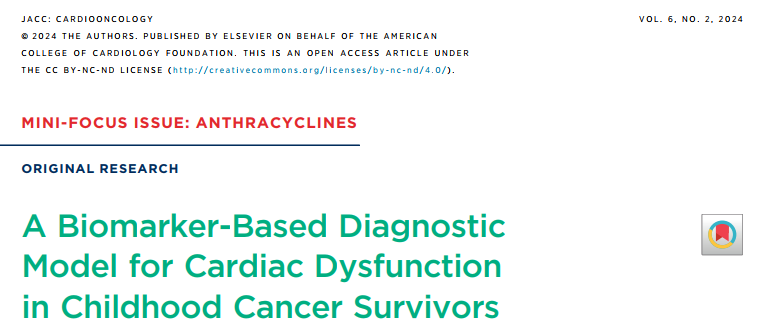 JACC: CARDIOONCOLOGY
VOL. 6, NO. 2, 2024
© 2024 THE AUTHORS. PUBLISHED BY ELSEVIER ON BEHALF OF THE AMERICAN
COLLEGE OF CARDIOLOGY FOUNDATION. THIS IS AN OPEN ACCESS ARTICLE UNDER
THE CC BY-NC-ND LICENSE (http://creativecommons.org/licenses/by-nc-nd/4.0/).
MINI-FOCUS ISSUE: ANTHRACYCLINES
ORIGINAL RESEARCH
A Biomarker-Based Diagnostic
Model for Cardiac Dysfunction
in Childhood Cancer Survivors